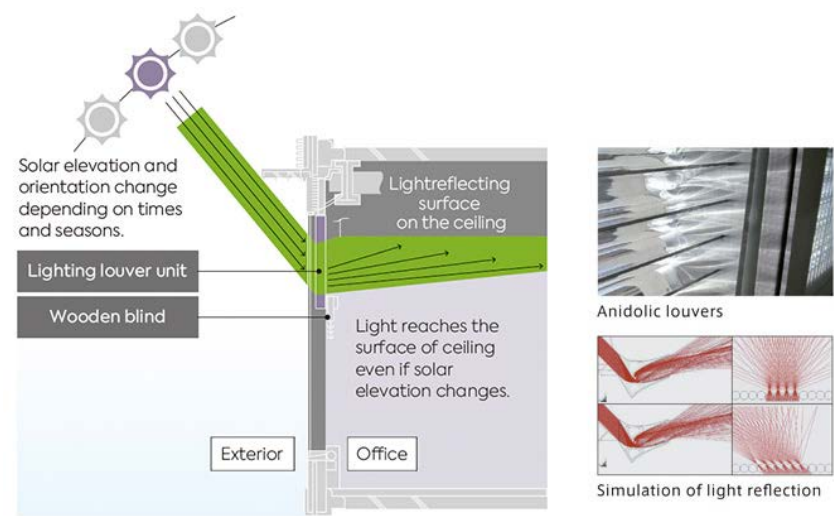 Solar elevation and
orientation change
depending on times
and seasons.
Lighting louver unit
Wooden blind
Lightreflecting
surface
on the ceiling
Light reaches the
surface of ceiling
even if solar
elevation changes.
Exterior
Office
Anidolic louvers
Simulation of light reflection